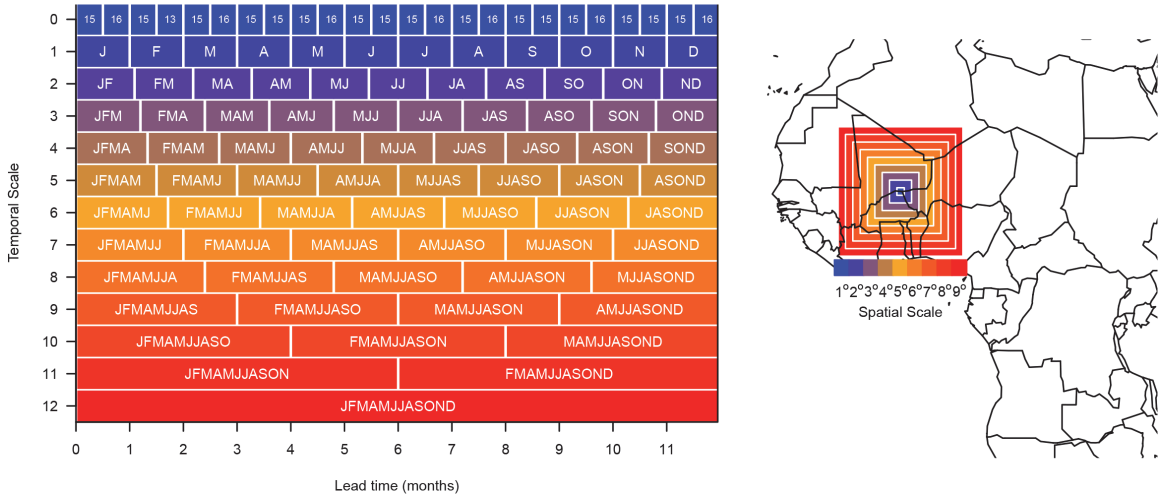 0 15 16 15 13 15 16 15 15 15 16 15 15 15 16 15 16 15 15 15 16 15 15 15 16
1 J F M A M J J A S O N D
2 JF FM MA AM MJ JJ JA AS SO ON ND
3 JFM FMA MAM AMJ MJJ JJA JAS ASO SON OND
4 JFMA FMAM MAMJ AMJJ MJJA JJAS JASO ASON SOND
5 JFMAM FMAMJ MAMJJ AMJJA MJJAS JJASO JASON ASOND
6 JFMAMJ FMAMJJ MAMJJA AMJJAS MJJASO JJASON JASOND
7 JFMAMJJ FMAMJJA MAMJJAS AMJJASO MJJASON JJASOND
8 JFMAMJJA FMAMJJAS MAMJJASO AMJJASON MJJASOND
9 JFMAMJJAS FMAMJJASO MAMJJASON AMJJASOND
10 JFMAMJJASO FMAMJJASON MAMJJASOND
11 JFMAMJJASON FMAMJJASOND
12 JFMAMJJASOND
0 1 2 3 4 5 6 7 8 9 10 11
Lead time (months)
Temporal Scale
1° 2° 3° 4° 5° 6° 7° 8° 9°
Spatial Scale